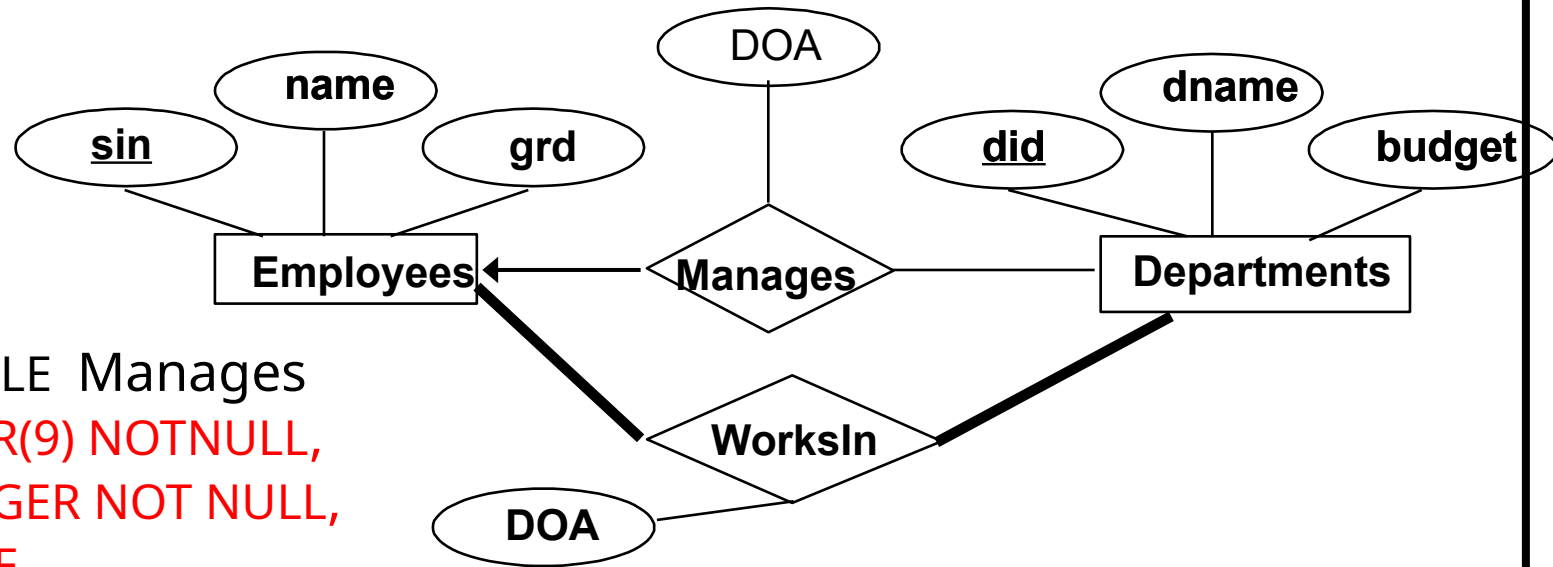 DOA
name
dname
sin
grd
did
budget
Employees
Manages
Departments
LE Manages
R(9) NOTNULL,
WorksIn
GER NOT NULL,
DOA